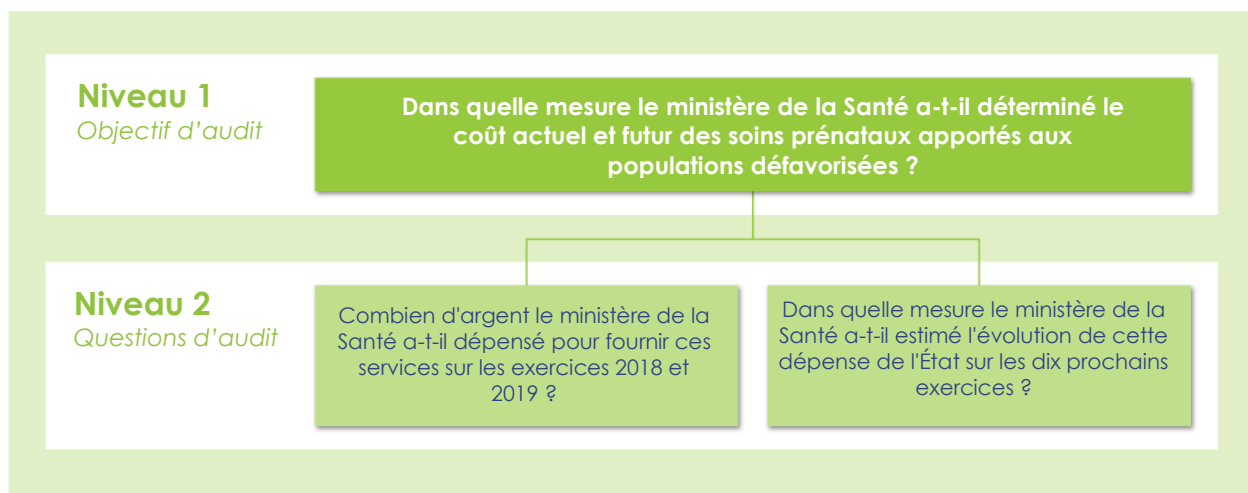 Niveau 1
Objectif d’audit
Dans quelle mesure le ministère de la Santé a-t-il déterminé le
coût actuel et futur des soins prénataux apportés aux
populations défavorisées ?
Niveau 2
Questions d’audit
Combien d'argent le ministère de la
Santé a-t-il dépensé pour fournir ces
services sur les exercices 2018 et
2019 ?
Dans quelle mesure le ministère de la
Santé a-t-il estimé l'évolution de cette
dépense de l'État sur les dix prochains
exercices ?